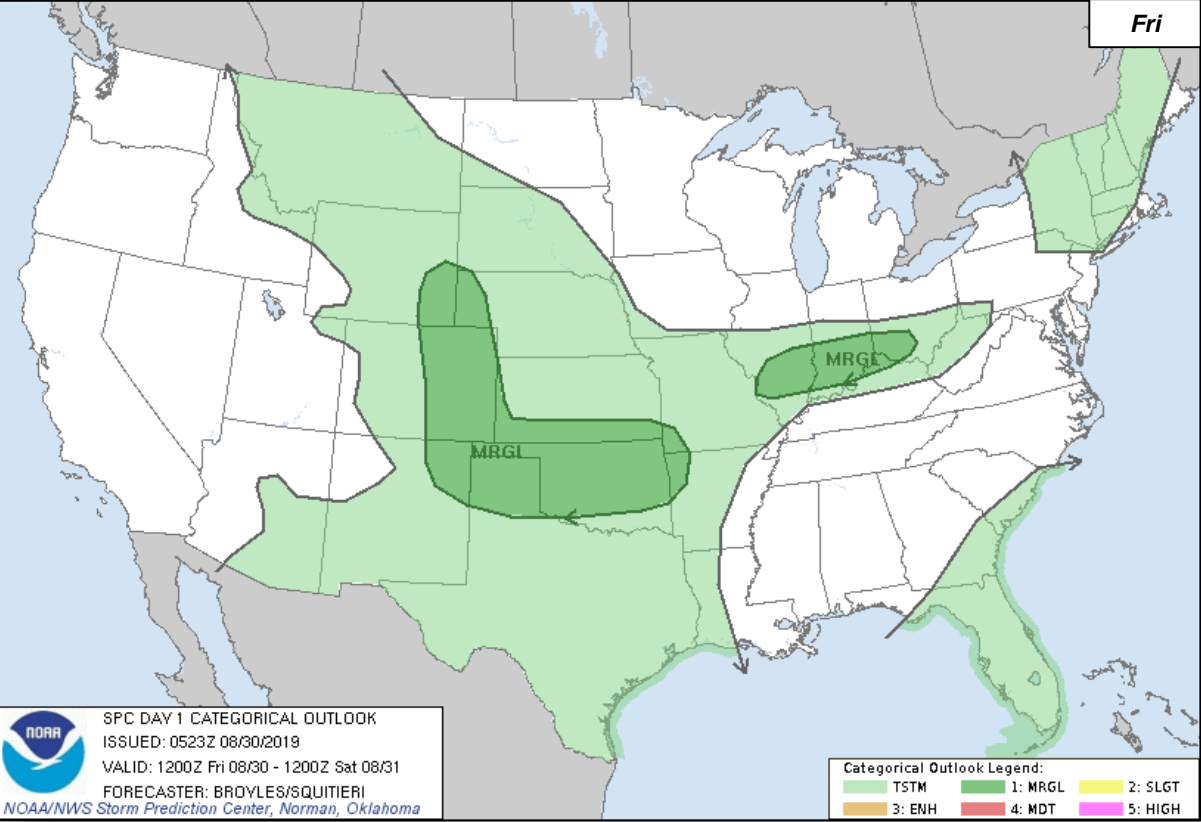 Fri
MRGL
MRGL
NOAA
SPC DAY 1 CATEGORICAL OUTLOOK
ISSUED: 0523Z 08/30/2019
VALID: 1200Z Fri 08/30 - 1200Z Sat 08/31
FORECASTER: BROYLES/SQUITIERI
NOAA/NWS Storm Prediction Center, Norman, Oklahoma
Categorical Outlook Legend:
TSTM 1: MRGL 2: SLGT
3: ENH 4: MDT 5: HIGH